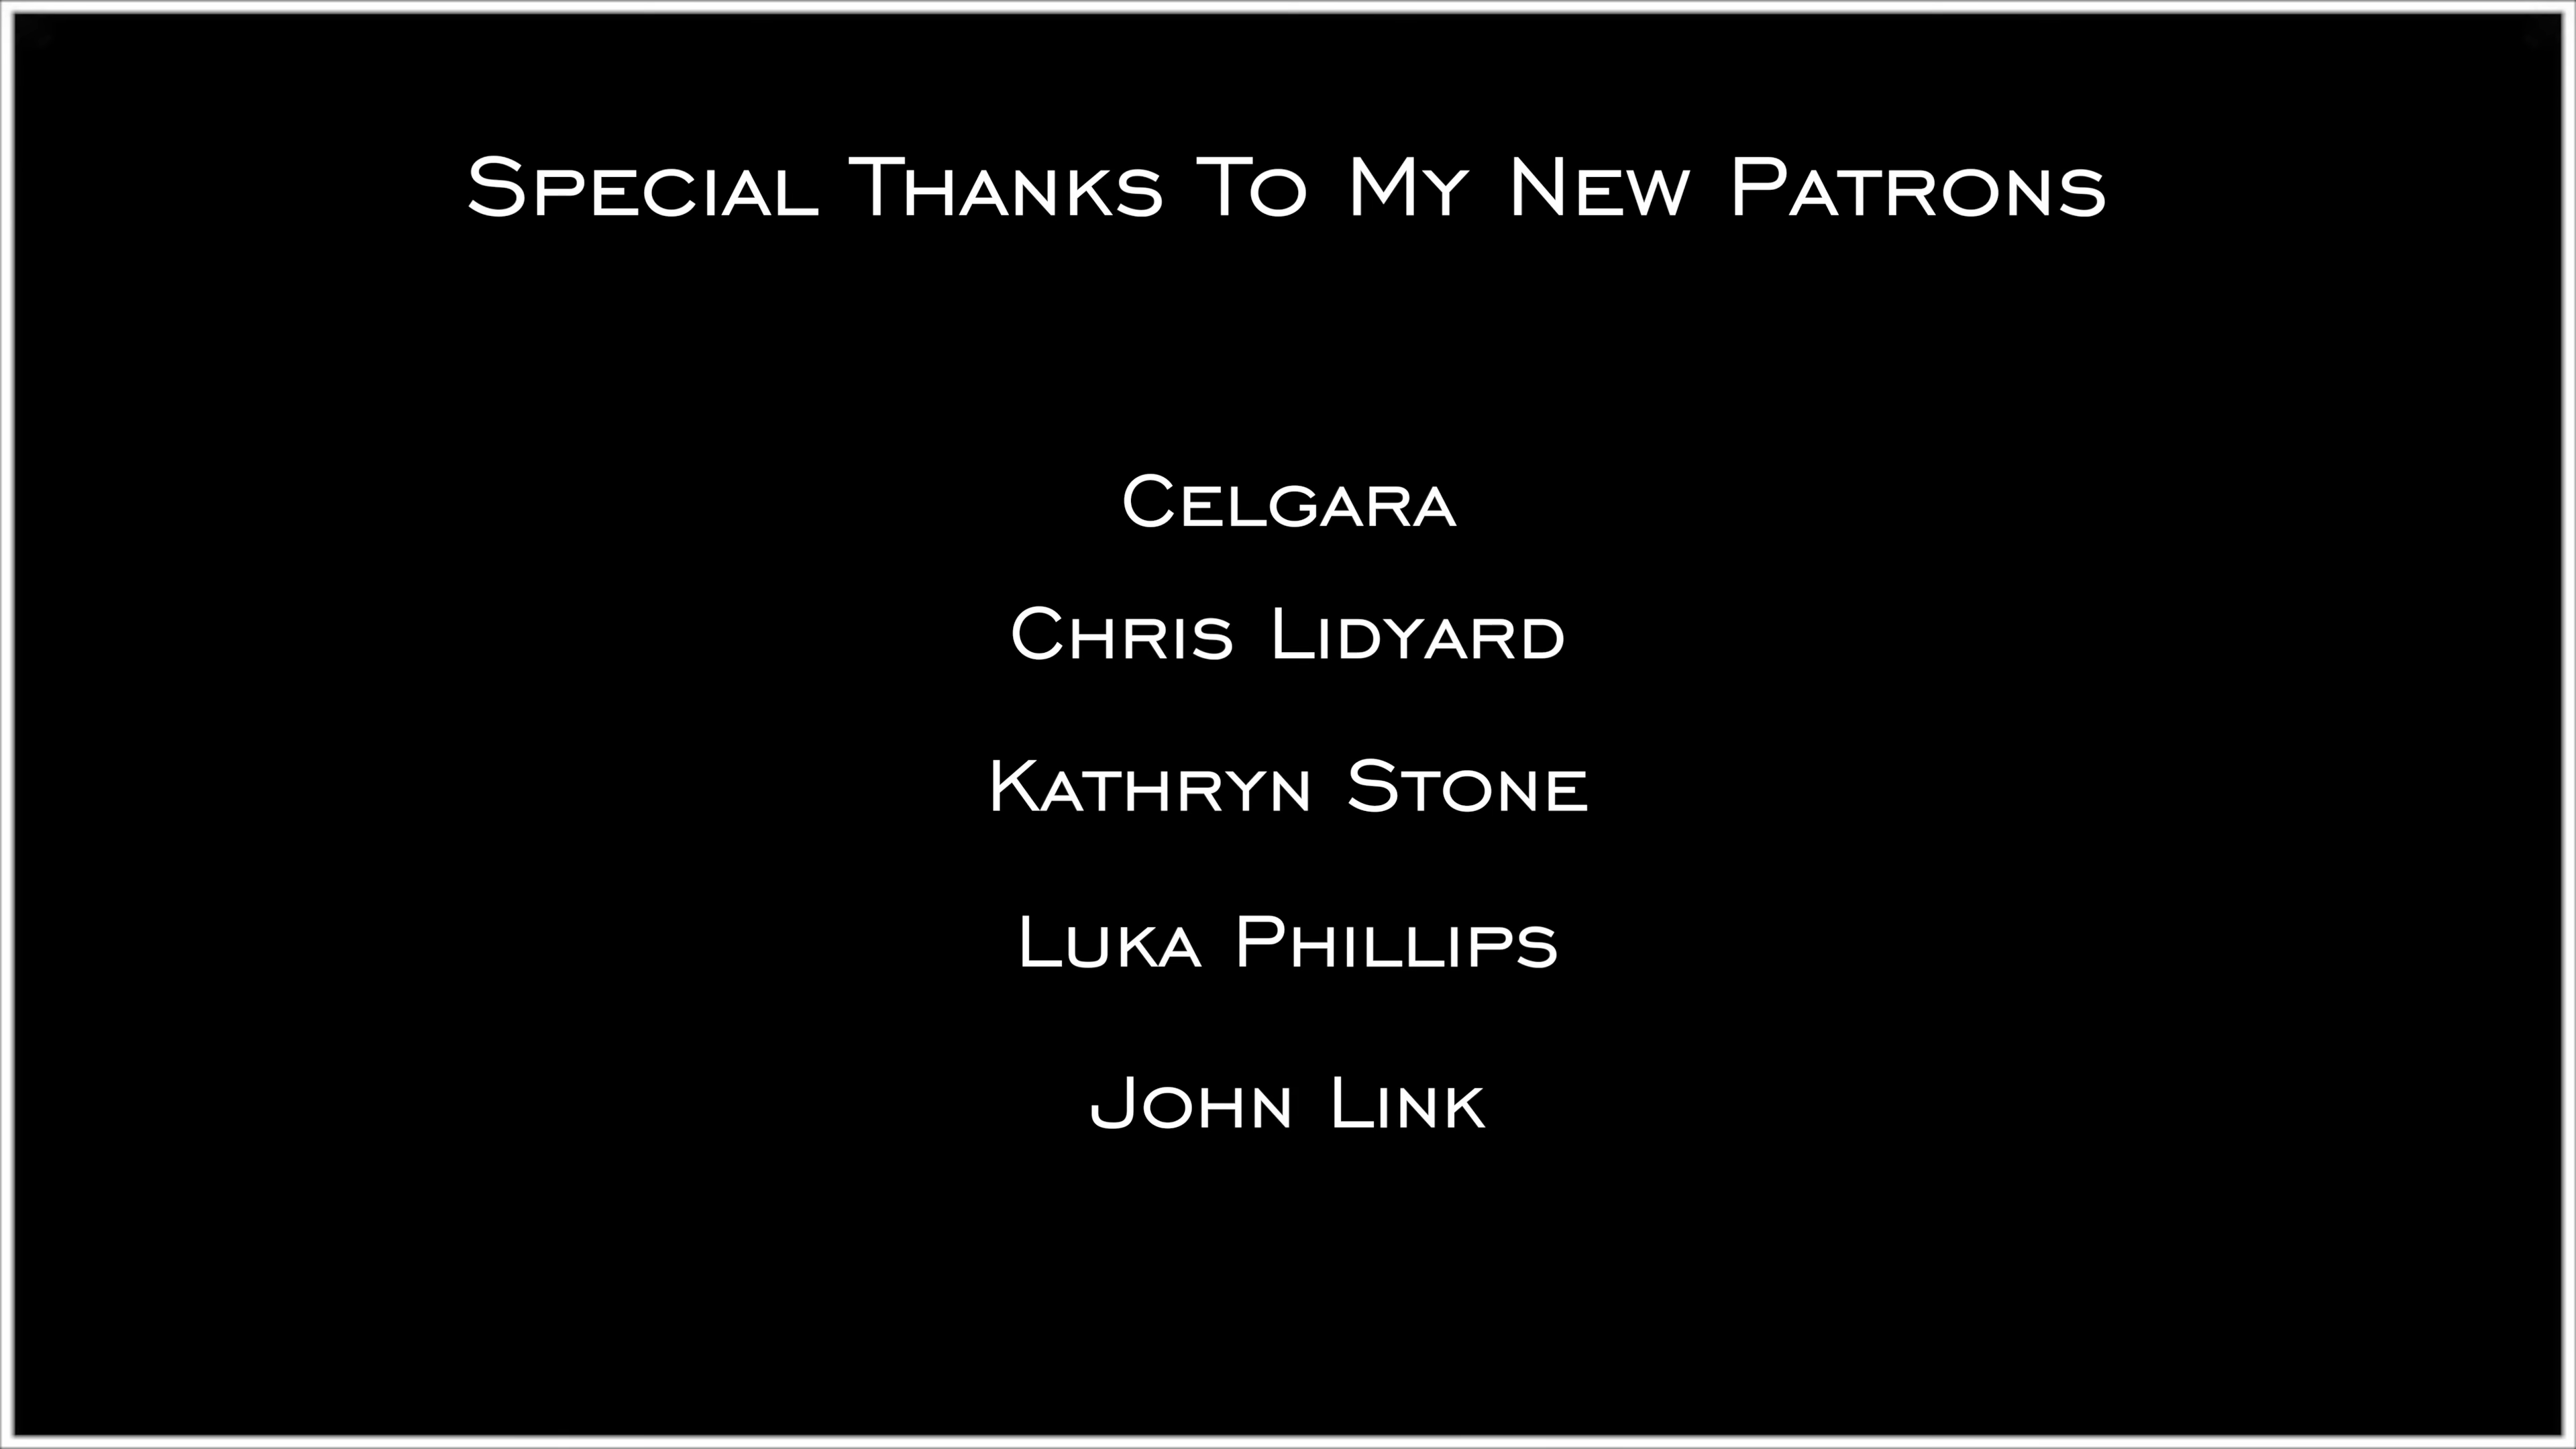 Special Thanks To My New Patrons
Celgara
Chris Lidyard
Kathryn Stone
Luka Phillips
John Link